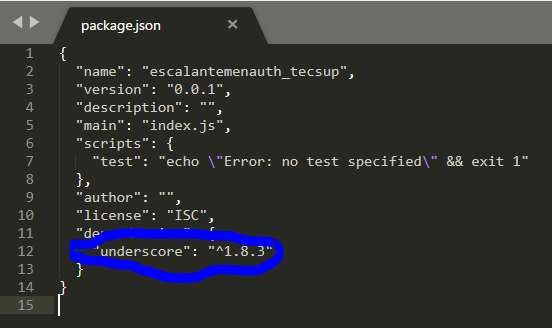 package.json
1 {
2 "name": "escalantemenauth_tecsup",
3 "version": "0.0.1",
4 "description": "",
5 "main": "index.js",
6 "scripts": {
7 "test": "echo \"Error: no test specified\" && exit 1"
8 },
9 "author": "",
10 "license": "ISC",
11 {
12 "underscore": "^1.8.3"
13 }
14 }
15